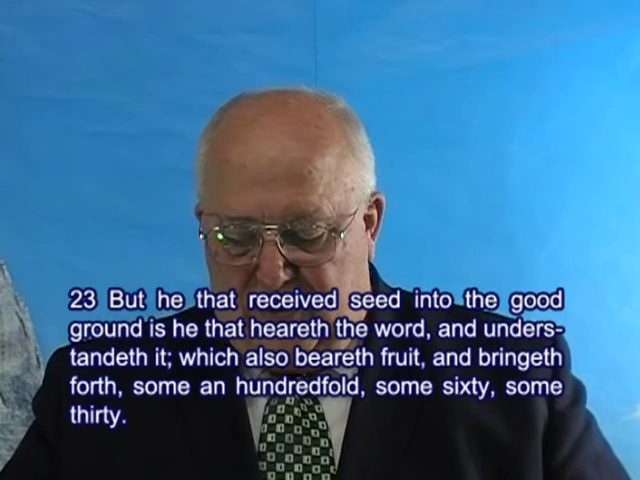 23 But he that received seed into the good
ground is he that heareth the word, and unders-
tandeth it; which also beareth fruit, and bringeth
forth, some an hundredfold, some sixty, some
thirty.